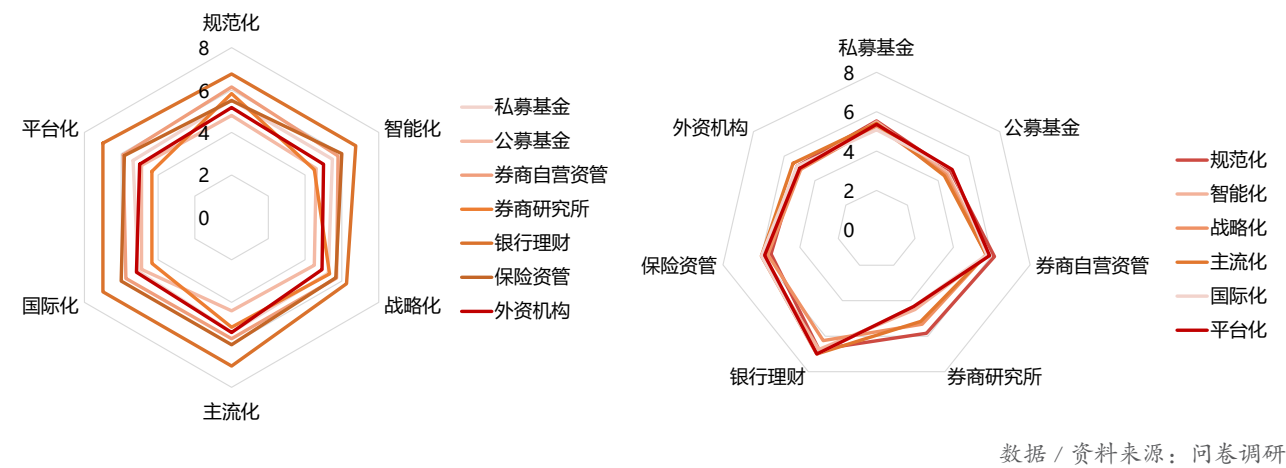 规范化
8
6
4
2
0
智能化
战略化
主流化
国际化
平台化
私募基金
公募基金
券商自营资管
券商研究所
银行理财
保险资管
外资机构
私募基金
8
6
4
2
0
公募基金
券商自营资管
券商研究所
银行理财
保险资管
外资机构
规范化
智能化
战略化
主流化
国际化
平台化
数据 / 资料来源：问卷调研